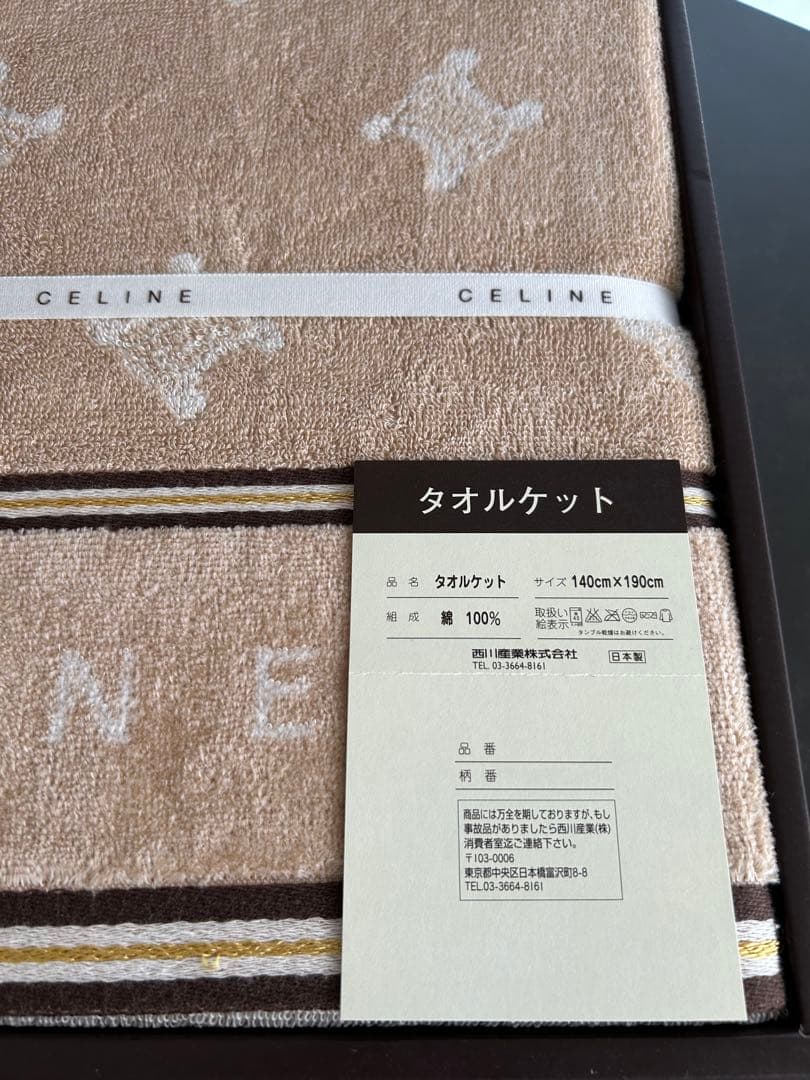 CELINE CELINE
タオルケット
品 名 タオルケット サイズ 140cm×190cm
組 成 綿 100% 取扱い
絵表示
タンブル乾燥はお避けください。
西川産業株式会社 日本製
TEL. 03-3664-8161
N E
品 番
柄 番
商品には万全を期しておりますが、もし
事故品がありましたら西川産業(株)
消費者室迄ご連絡下さい。
〒103-0006
東京都中央区日本橋富沢町8-8
TEL.03-3664-8161